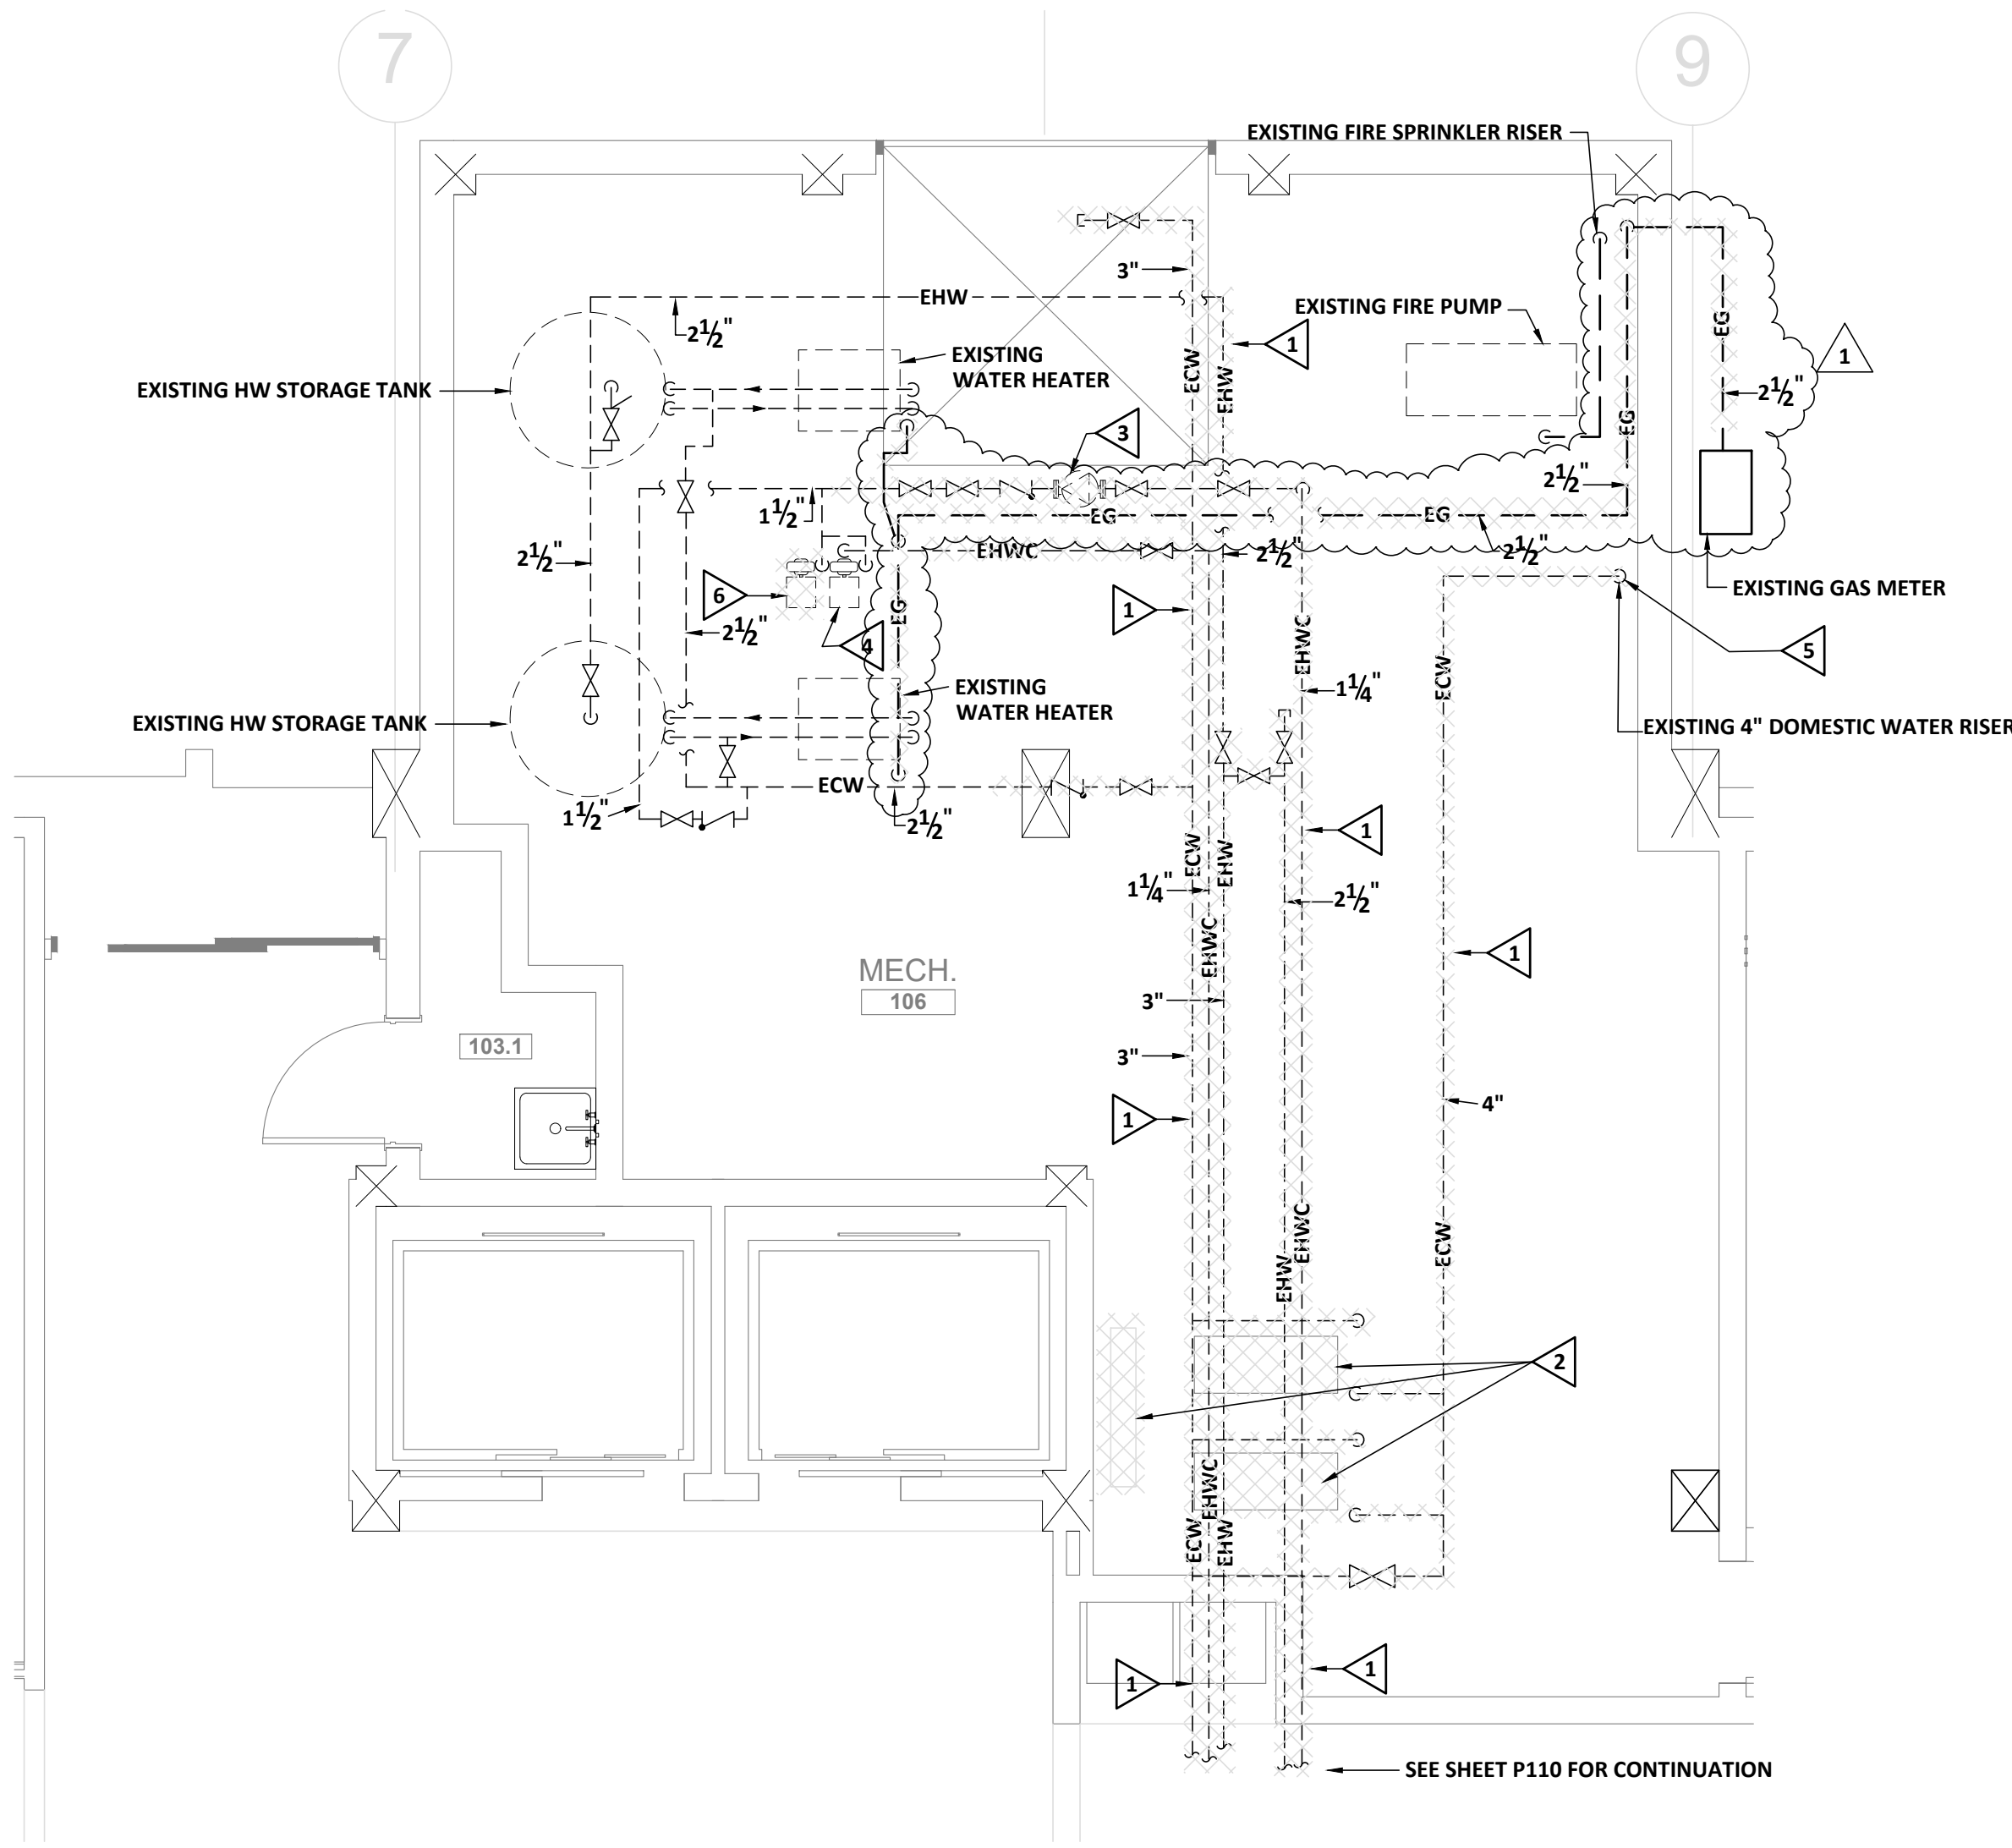 7
9
EXISTING FIRE SPRINKLER RISER
3"
EHW
2½"
EXISTING FIRE PUMP
1
EG
1
EXISTING
WATER HEATER
ECW
EHW
EXISTING HW STORAGE TANK
2½"
3
EG
2½"
1½"
EG
EG
2½"
EHWC
2½"
2½"
EXISTING GAS METER
6
1
EG
2½"
4
EHWC
5
ECW
1¼"
EXISTING
WATER HEATER
EXISTING HW STORAGE TANK
EXISTING 4" DOMESTIC WATER RISER
ECW
1½"
2½"
1
ECW
EHW
1¼"
2½"
EHWC
1
MECH.
106
3"
103.1
3"
4"
1
EHWC
ECW
EHW
2
EHWC
ECW
EHW
1
1
SEE SHEET P110 FOR CONTINUATION